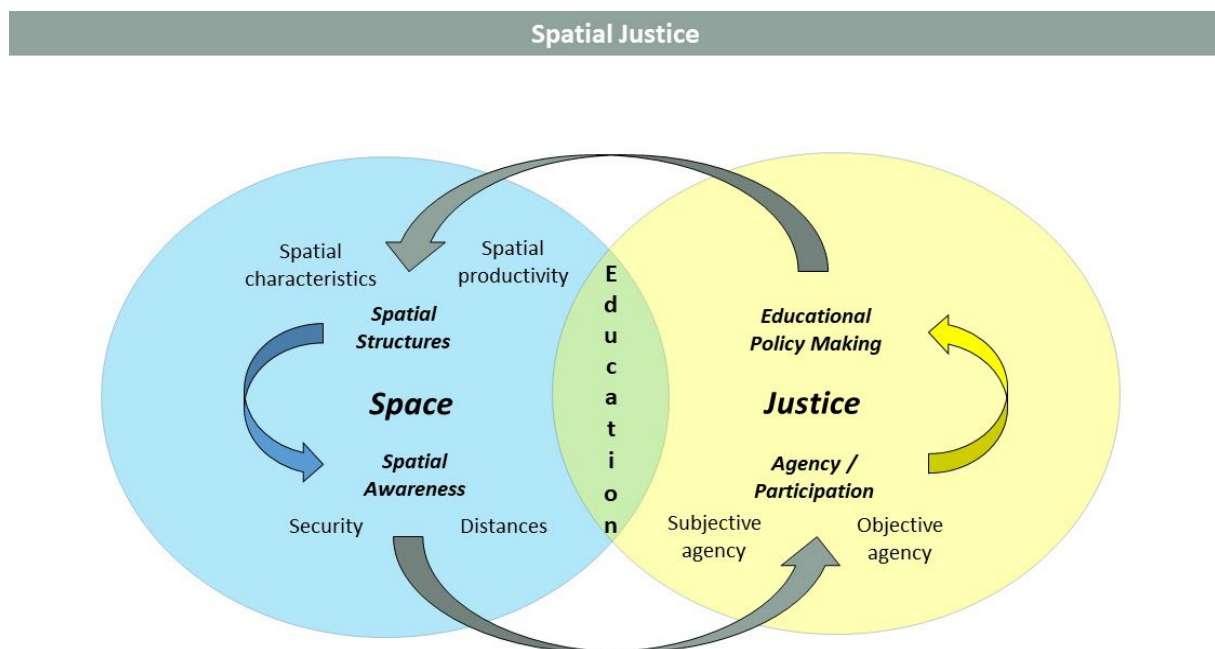 Spatial Justice
Spatial
characteristics
Spatial
productivity
Spatial
Structures
Space
Spatial
Awareness
Security
Distances
Education
Educational
Policy Making
Justice
Agency /
Participation
Subjective
agency
Objective
agency